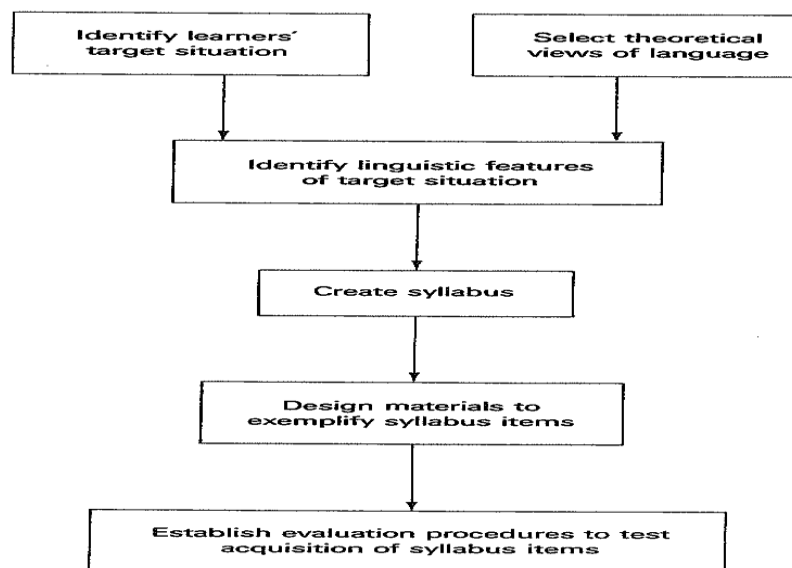 Identify learners'
target situation
Select theoretical
views of language
Identify linguistic features
of target situation
Create syllabus
Design materials to
exemplify syllabus items
Establish evaluation procedures to test
acquisition of syllabus items